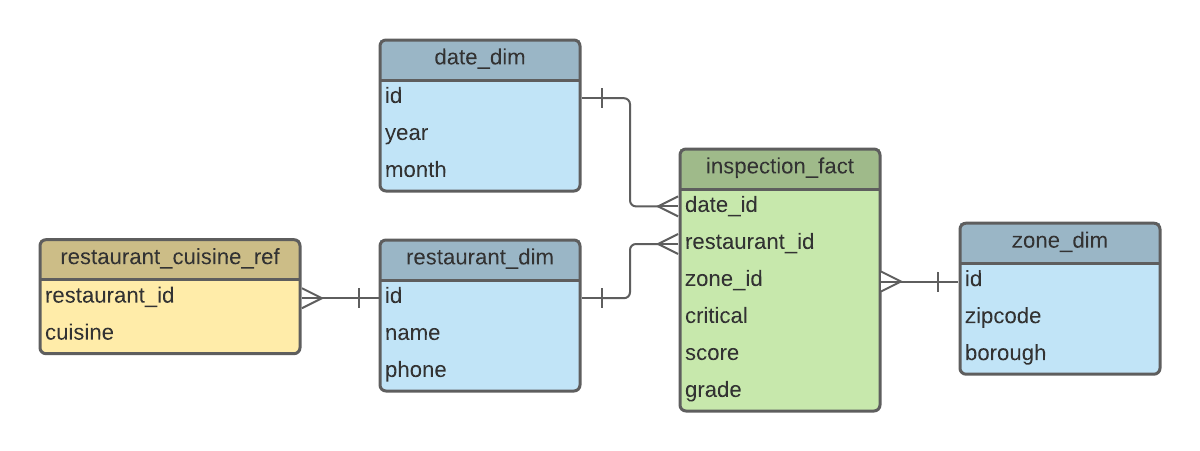 date_dim
id
year
month
restaurant_cuisine_ref
restaurant_id
cuisine
restaurant_dim
id
name
phone
inspection_fact
date_id
restaurant_id
zone_id
critical
score
grade
zone_dim
id
zipcode
borough